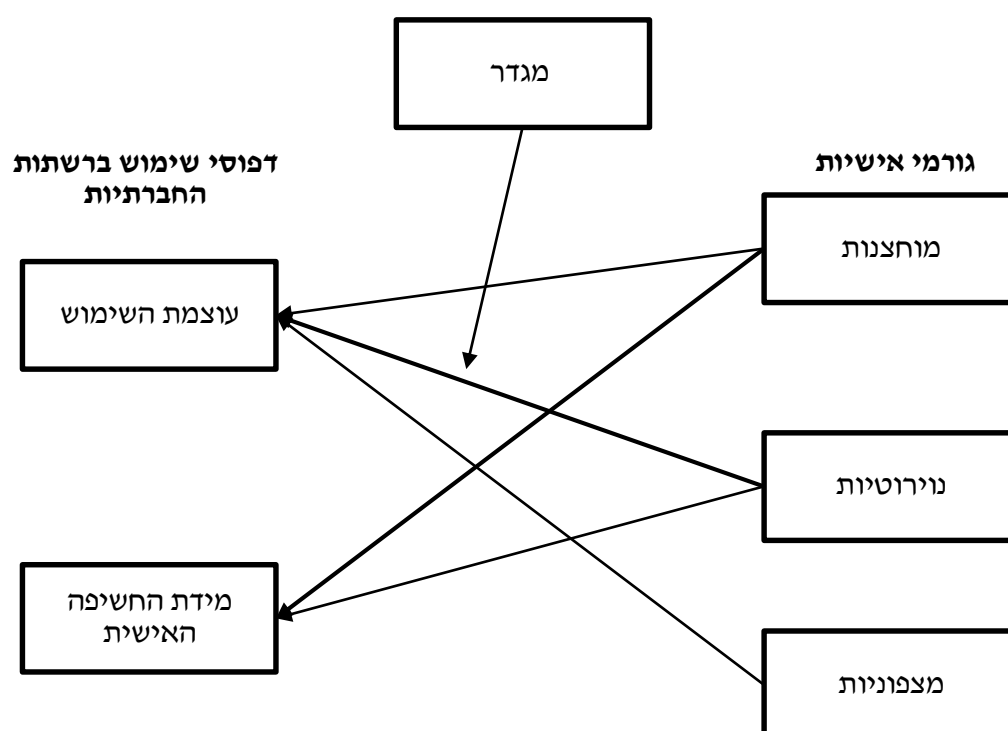 מגדר
גורמי אישיות
דפוסי שימוש ברשתות
החברתיות
מוחצנות
עוצמת השימוש
נוירוטיות
מידת החשיפה
האישית
מצפוניות